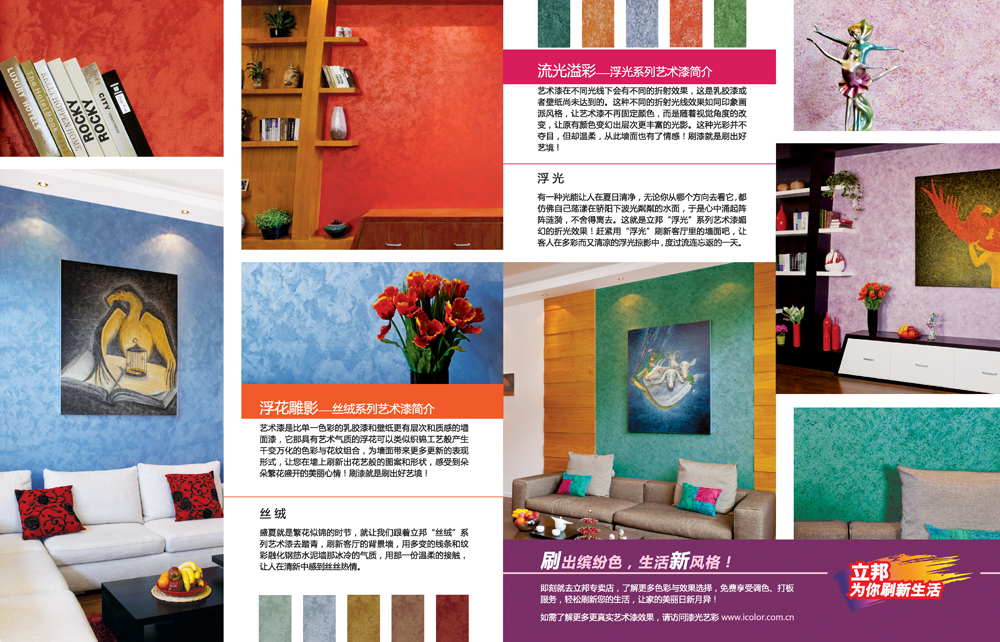 LUXURY HOTELS
The Hotel Book
ROCKY
ROCKY
浮花雕影—丝绒系列艺术漆简介
艺术漆是比单一色彩的乳胶漆和壁纸更有层次和质感的墙
面漆，它那具有艺术气质的浮花可以类似织锦工艺般产生
千变万化的色彩与花纹组合，为墙面带来更多更新的表现
形式，让您在墙上刷新出花艺般的图案和形状，感受到朵
朵繁花盛开的美丽心情！刷漆就是刷出好艺境！
丝绒
盛夏就是繁花似锦的时节，就让我们跟着立邦“丝绒”系
列艺术漆去踏青，刷新客厅的背景墙，用多变的线条和纹
彩融化钢筋水泥墙那冰冷的气质，用那一份温柔的接触，
让人在清新中感到丝丝热情。
流光溢彩—浮光系列艺术漆简介
艺术漆在不同光线下会有不同的折射效果，这是乳胶漆或
者壁纸尚未达到的。这种不同的折射光线效果如同印象画
派风格，让艺术漆不再固定颜色，而是随着视觉角度的改
变，让原有颜色变幻出层次更丰富的光影。这种光彩并不
夺目，但却温柔，从此墙面也有了情感！刷漆就是刷出好
艺境！
浮光
有一种光能让人在夏日清净，无论你从哪个方向去看它，都
仿佛自己荡漾在骄阳下波光粼粼的水面，于是心中涌起阵
阵涟漪，不舍得离去。这就是立邦“浮光”系列艺术漆媚
幻的折光效果！赶紧用“浮光”刷新客厅里的墙面吧，让
客人在多彩而又清凉的浮光掠影中，度过流连忘返的一天。
刷出缤纷色，生活新风格！
即刻就去立邦专卖店，了解更多色彩与效果选择，免费享受调色、打板
服务，轻松刷新您的生活，让家的美丽日新月异！
如需了解更多更真实艺术漆效果，请访问漆光艺彩 www.icolor.com.cn
立邦
为你刷新生活